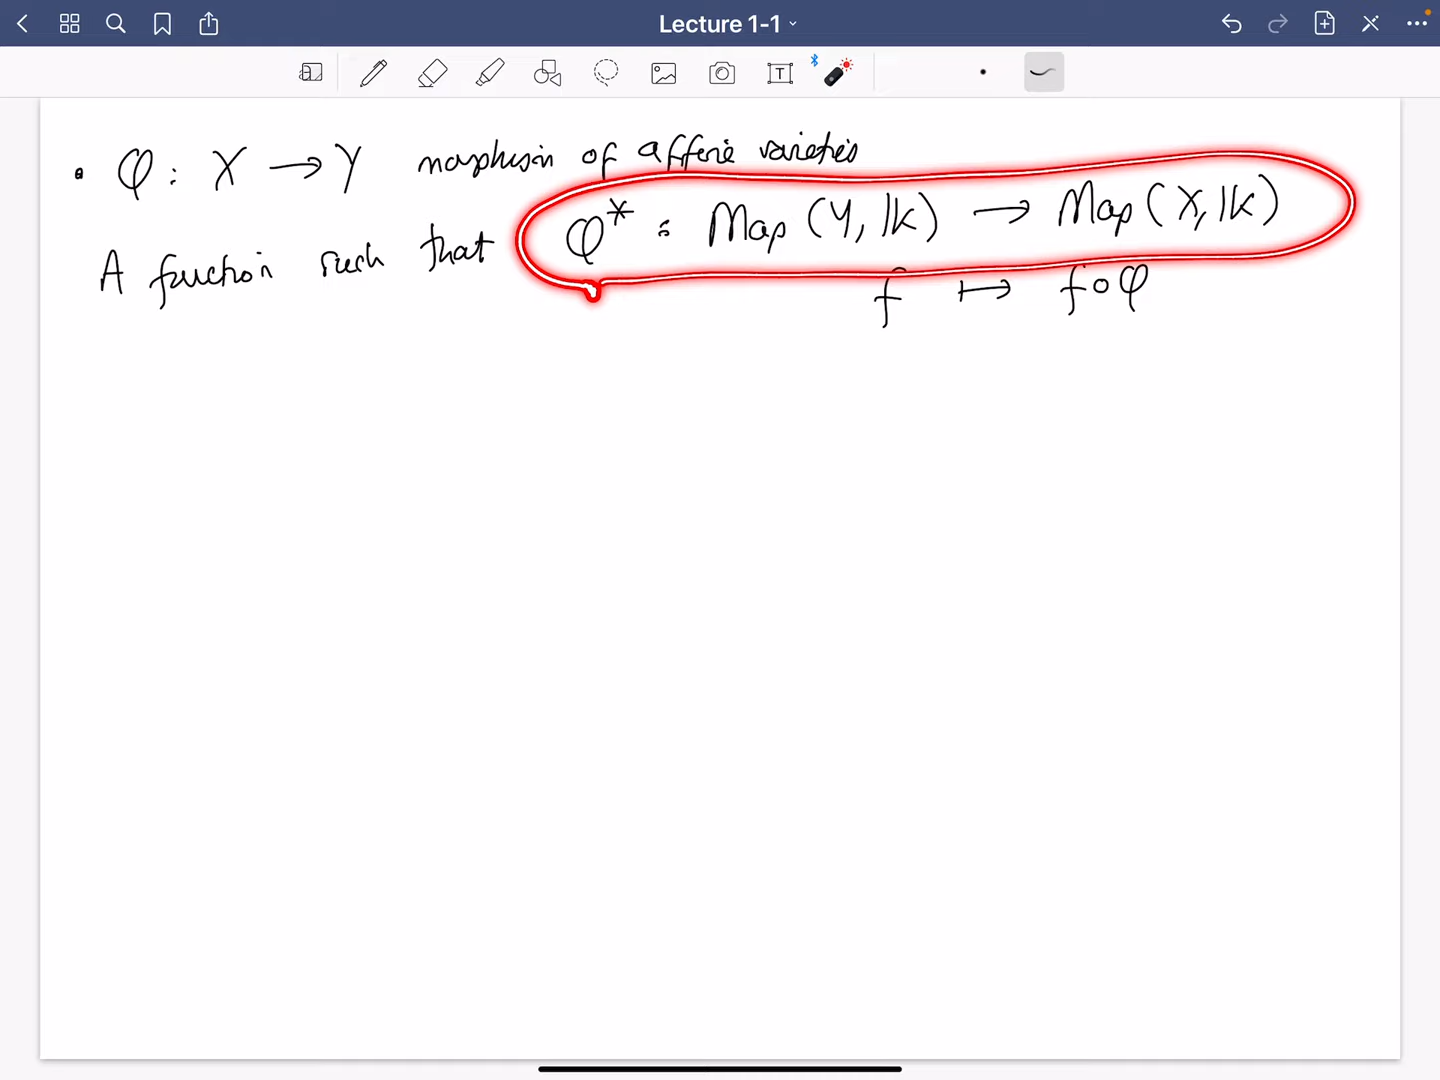 Lecture 1-1
• φ : X → Y morphism of affine varieties
A function such that φ* : Map (Y, 𝕜) → Map (X, 𝕜)
f ↦ f∘φ